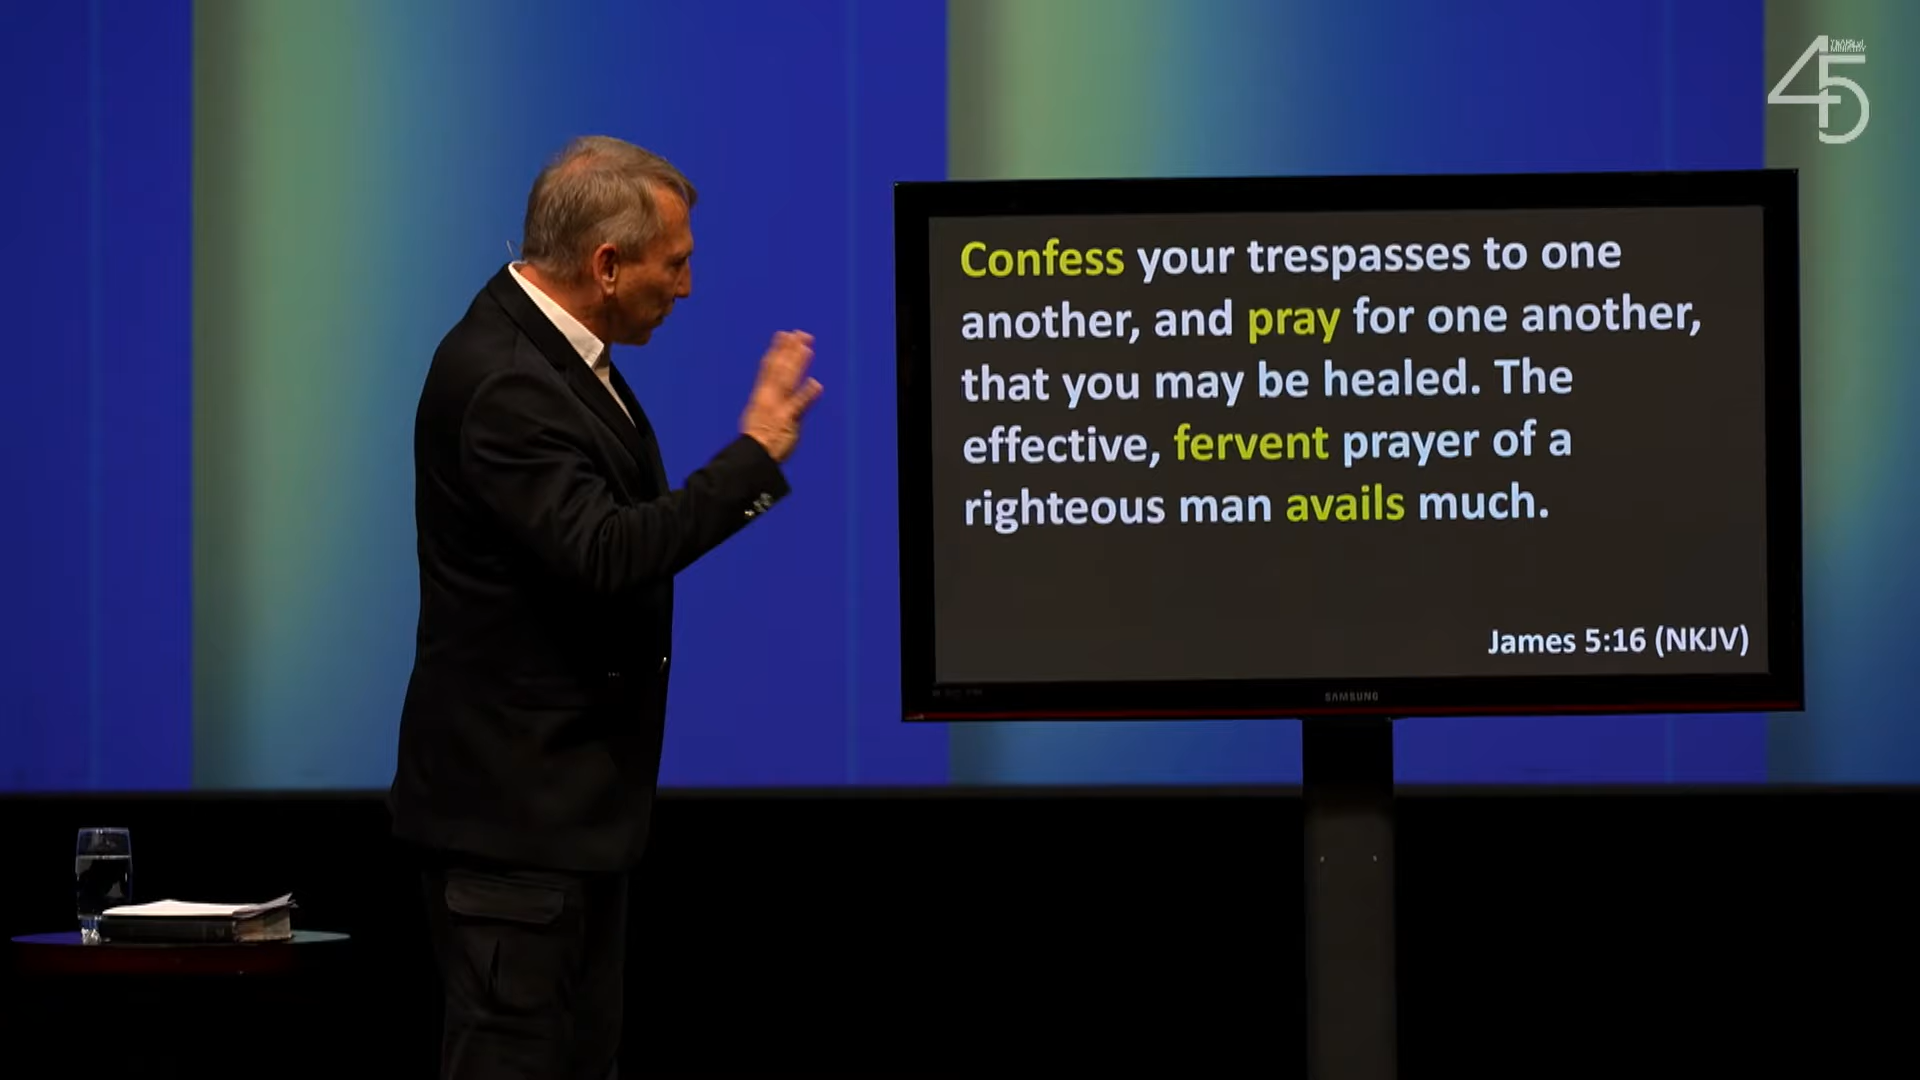 45
Confess your trespasses to one
another, and pray for one another,
that you may be healed. The
effective, fervent prayer of a
righteous man avails much.
James 5:16 (NKJV)
SAMSUNG